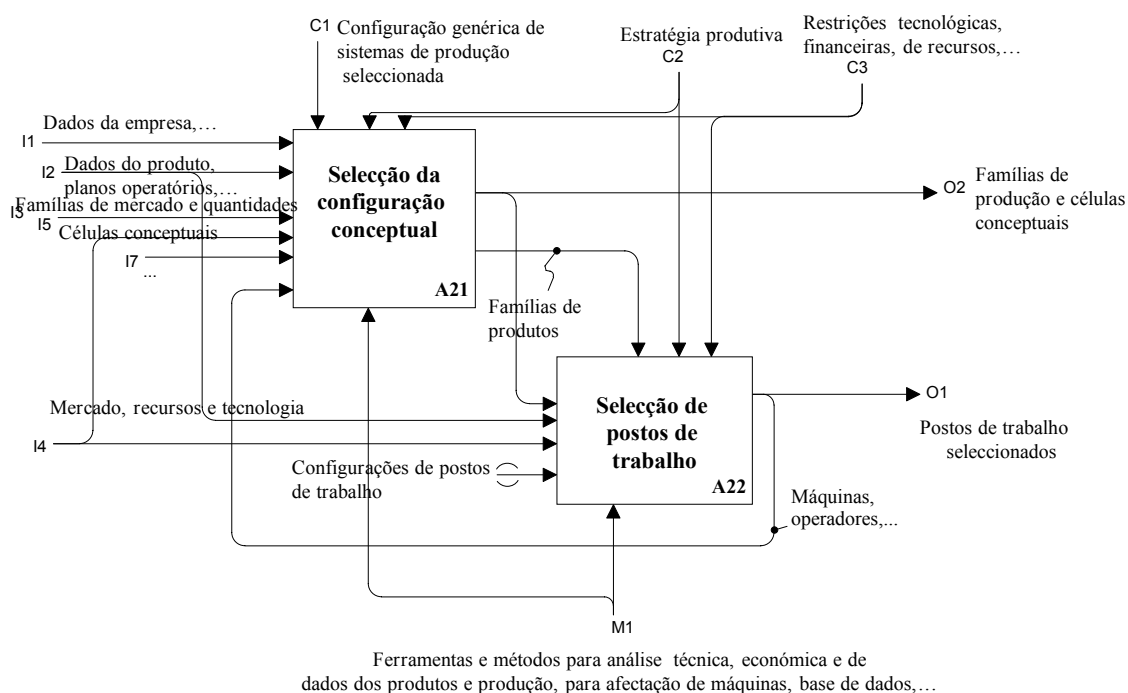 C1
Configuração genérica de
sistemas de produção
seleccionada
Estratégia produtiva
C2
Restrições tecnológicas,
financeiras, de recursos,…
C3
Dados da empresa,…
I1
I2
Dados do produto,
planos operatórios,…
I3
Famílias de mercado e quantidades
I5
Células conceptuais
I7
...
Selecção da
configuração
conceptual
A21
O2
Famílias de
produção e células
conceptuais
Famílias de
produtos
Mercado, recursos e tecnologia
I4
Configurações de postos
de trabalho
Selecção de
postos de
trabalho
A22
O1
Postos de trabalho
seleccionados
Máquinas,
operadores,...
M1
Ferramentas e métodos para análise técnica, económica e de
dados dos produtos e produção, para afectação de máquinas, base de dados,…